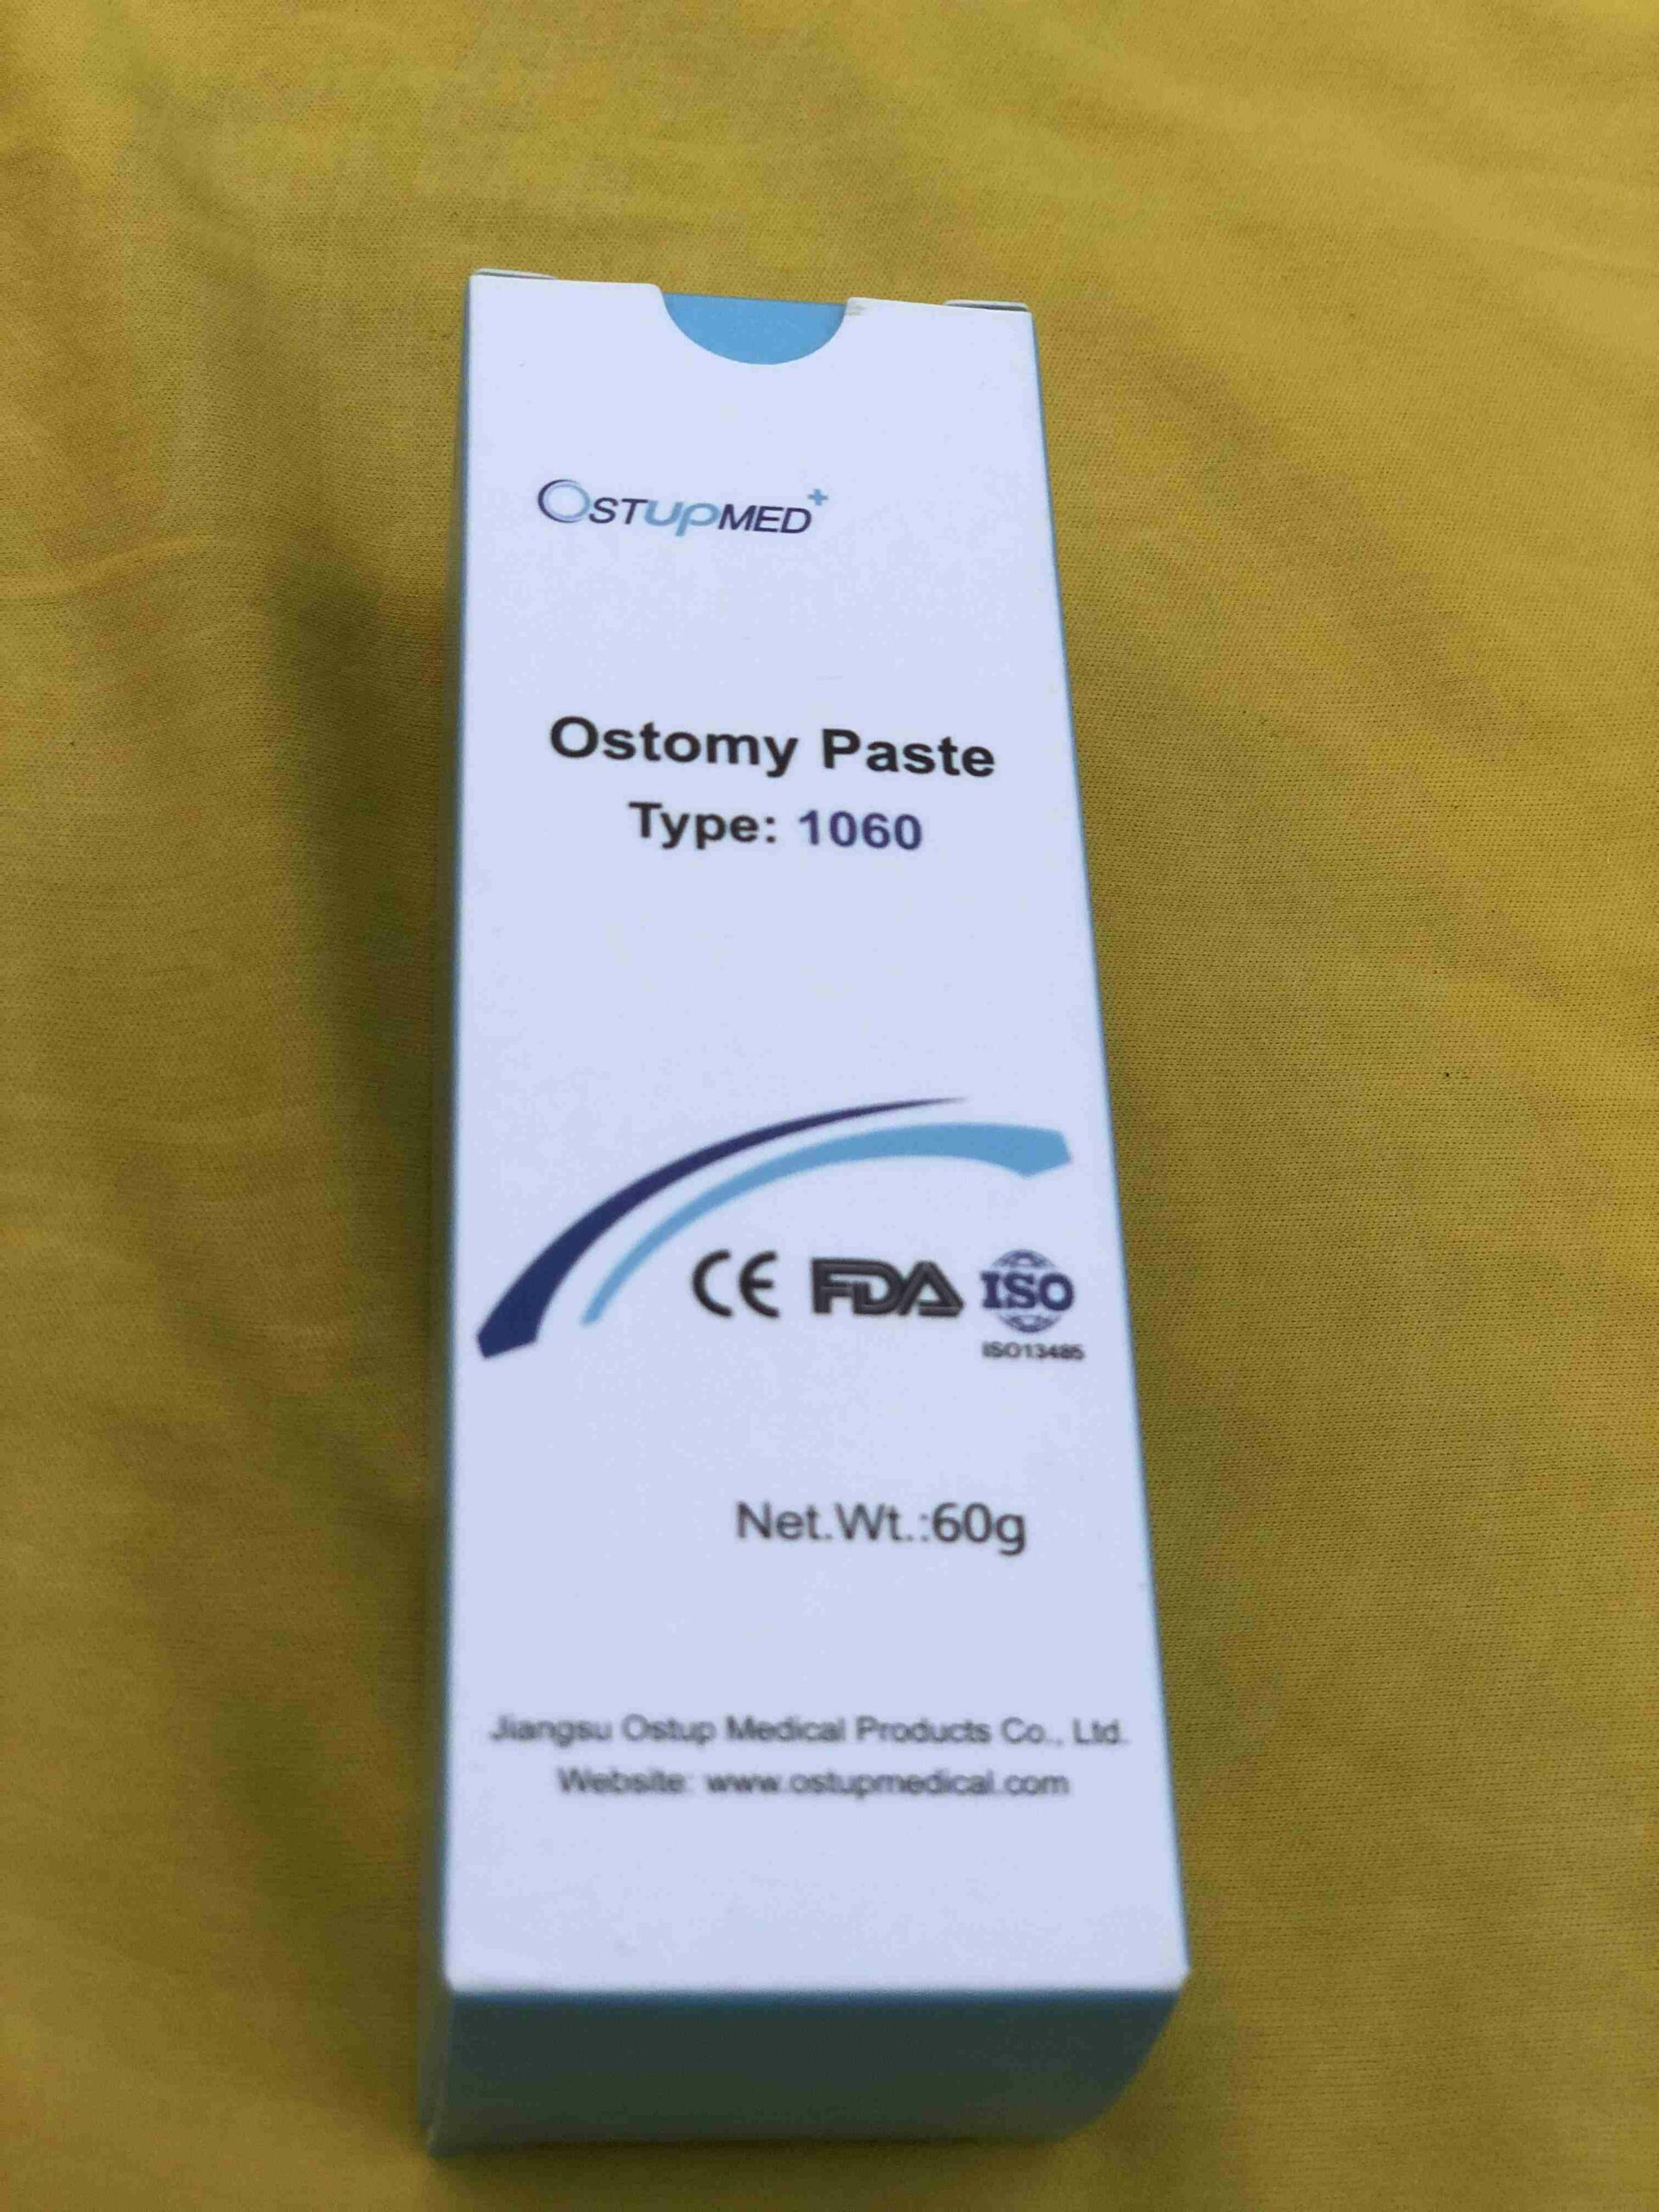 OSTUPMED+
Ostomy Paste
Type: 1060
CE FDA ISO
ISO13485
Net.Wt.:60g
Jiangsu Ostup Medical Products Co., Ltd.
Website: www.ostupmedical.com